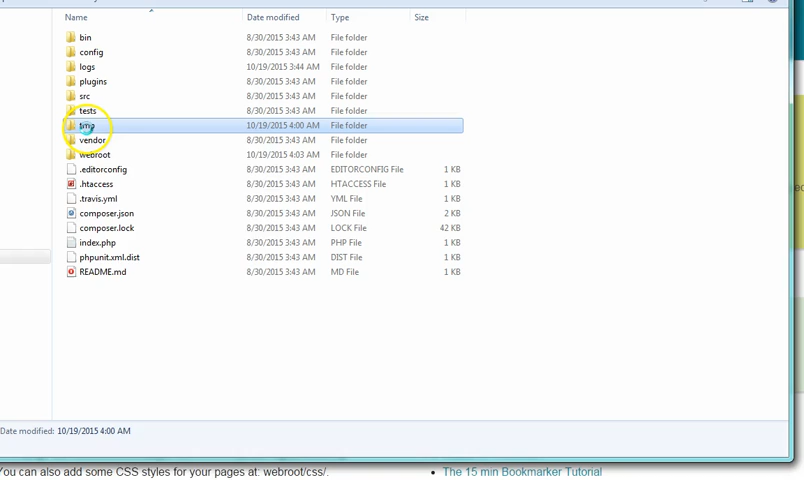 Name Date modified Type Size
bin 8/30/2015 3:43 AM File folder
config 8/30/2015 3:43 AM File folder
logs 10/19/2015 3:44 AM File folder
plugins 8/30/2015 3:43 AM File folder
src 8/30/2015 3:43 AM File folder
tests 8/30/2015 3:43 AM File folder
tmp 10/19/2015 4:00 AM File folder
vendor 8/30/2015 3:43 AM File folder
webroot 10/19/2015 4:03 AM File folder
.editorconfig 8/30/2015 3:43 AM EDITORCONFIG File 1 KB
.htaccess 8/30/2015 3:43 AM HTACCESS File 1 KB
.travis.yml 8/30/2015 3:43 AM YML File 1 KB
composer.json 8/30/2015 3:43 AM JSON File 2 KB
composer.lock 8/30/2015 3:43 AM LOCK File 42 KB
index.php 8/30/2015 3:43 AM PHP File 1 KB
phpunit.xml.dist 8/30/2015 3:43 AM DIST File 1 KB
README.md 8/30/2015 3:43 AM MD File 1 KB
Date modified: 10/19/2015 4:00 AM
You can also add some CSS styles for your pages at: webroot/css/. • The 15 min Bookmarker Tutorial